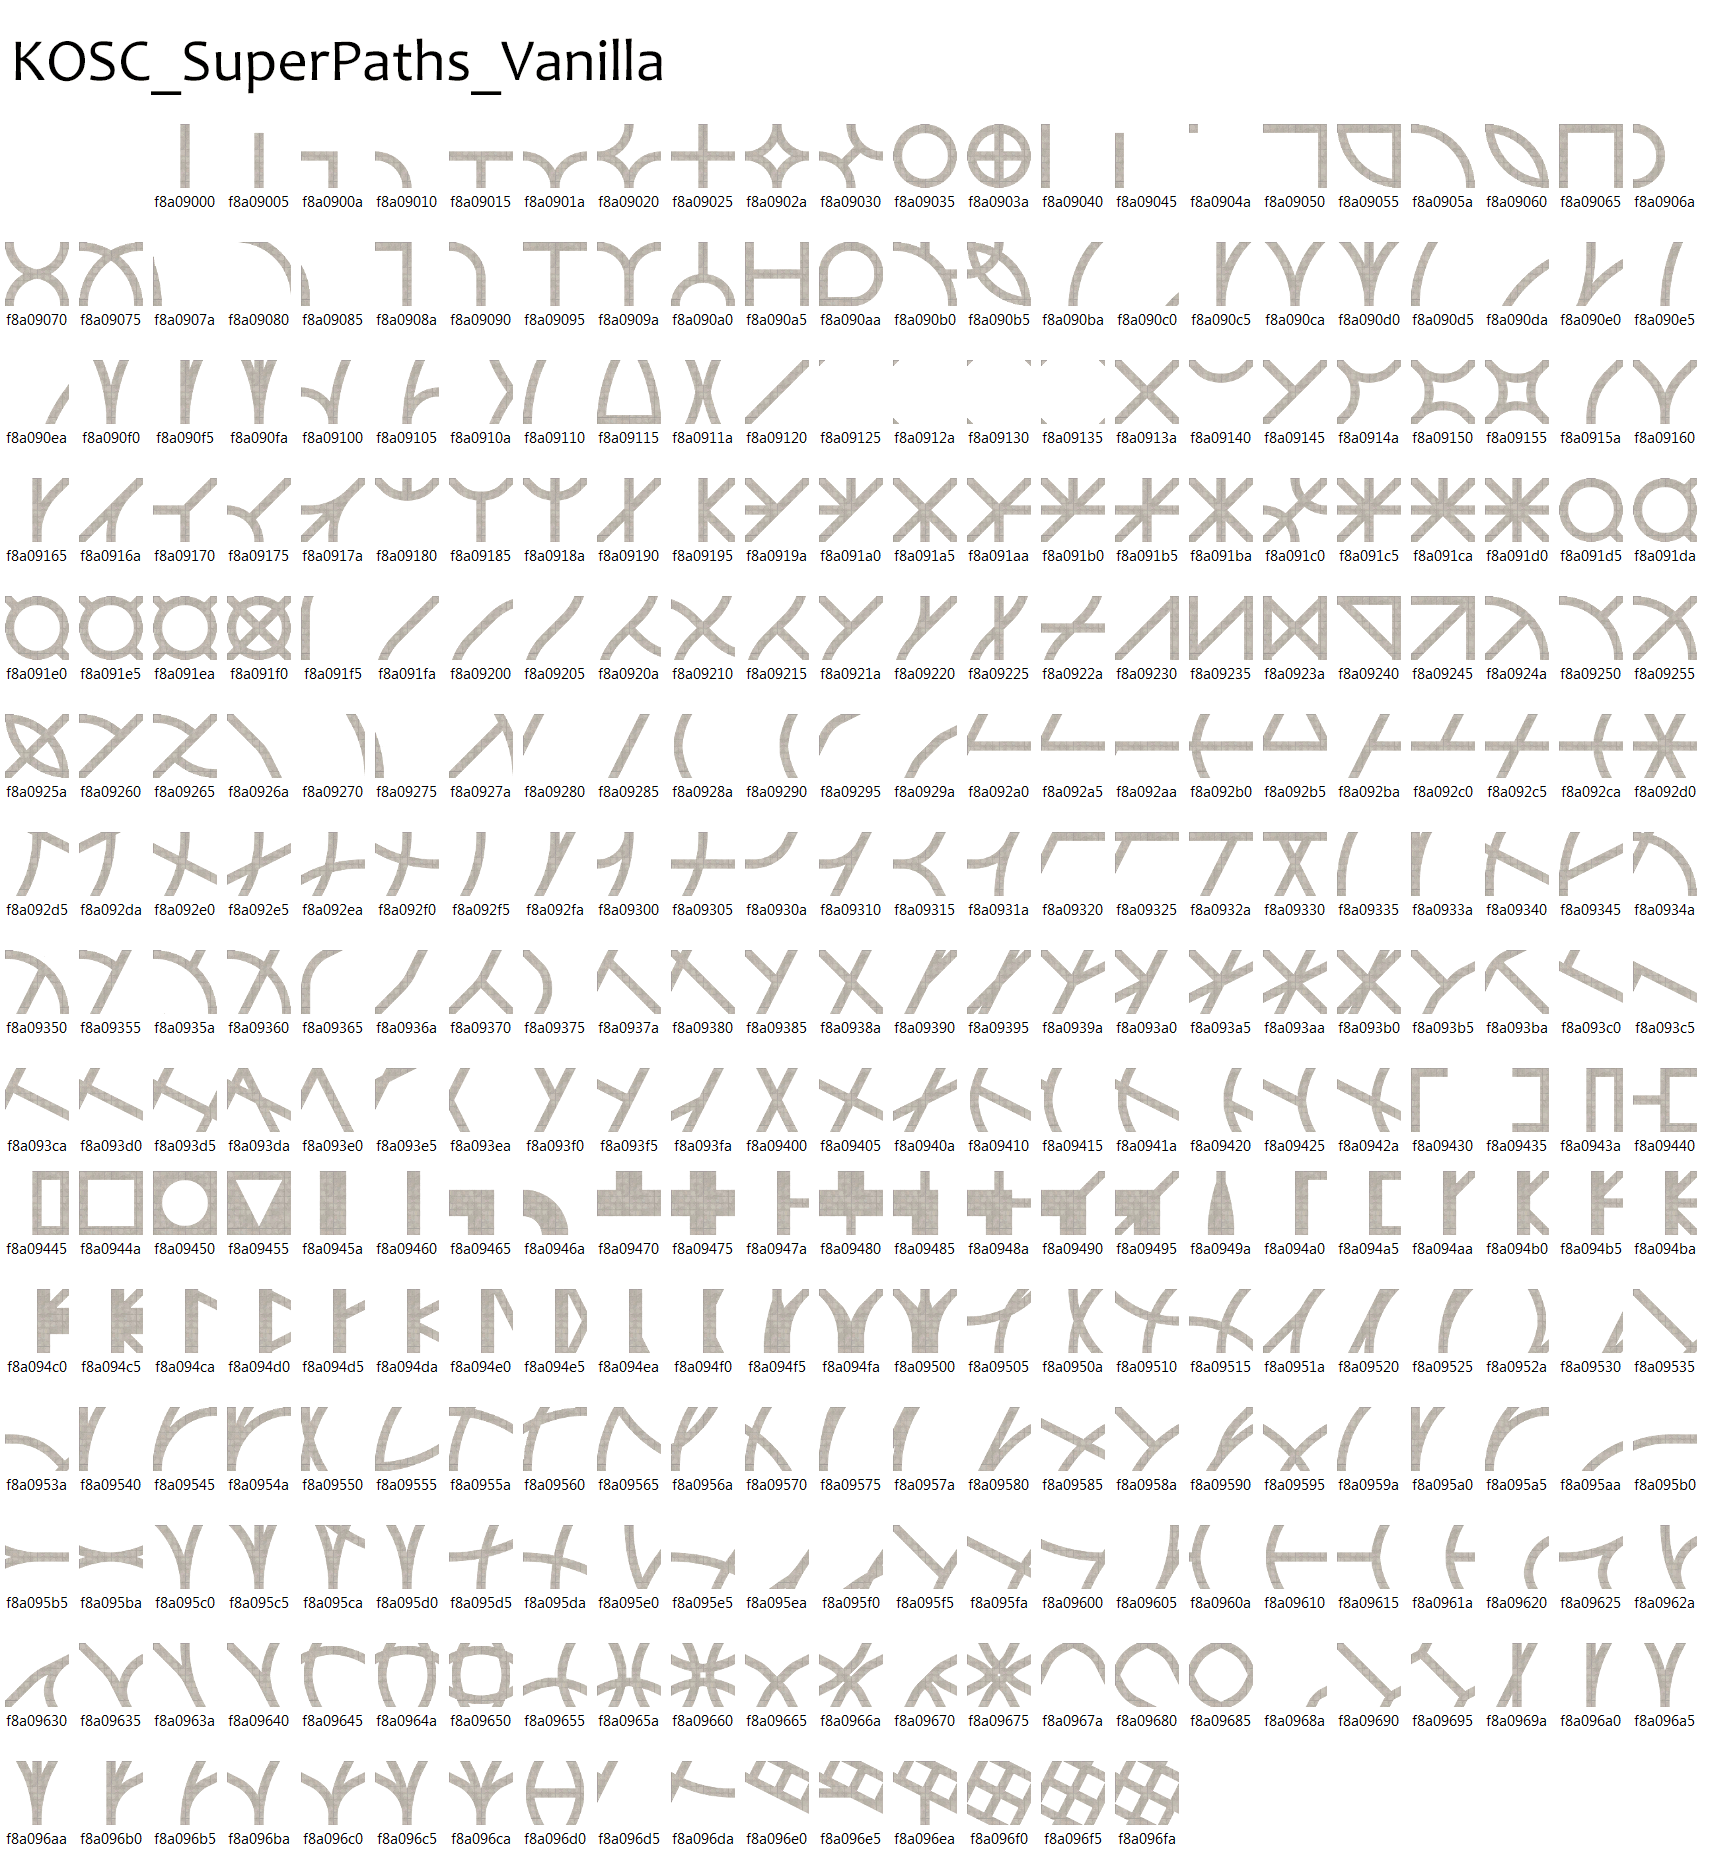 KOSC_SuperPaths_Vanilla
f8a09000 f8a09005 f8a0900a f8a09010 f8a09015 f8a0901a f8a09020 f8a09025 f8a0902a f8a09030 f8a09035 f8a0903a f8a09040 f8a09045 f8a0904a f8a09050 f8a09055 f8a0905a f8a09060 f8a09065 f8a0906a
f8a09070 f8a09075 f8a0907a f8a09080 f8a09085 f8a0908a f8a09090 f8a09095 f8a0909a f8a090a0 f8a090a5 f8a090aa f8a090b0 f8a090b5 f8a090ba f8a090c0 f8a090c5 f8a090ca f8a090d0 f8a090d5 f8a090da f8a090e0 f8a090e5
f8a090ea f8a090f0 f8a090f5 f8a090fa f8a09100 f8a09105 f8a0910a f8a09110 f8a09115 f8a0911a f8a09120 f8a09125 f8a0912a f8a09130 f8a09135 f8a0913a f8a09140 f8a09145 f8a0914a f8a09150 f8a09155 f8a0915a f8a09160
f8a09165 f8a0916a f8a09170 f8a09175 f8a0917a f8a09180 f8a09185 f8a0918a f8a09190 f8a09195 f8a0919a f8a091a0 f8a091a5 f8a091aa f8a091b0 f8a091b5 f8a091ba f8a091c0 f8a091c5 f8a091ca f8a091d0 f8a091d5 f8a091da
f8a091e0 f8a091e5 f8a091ea f8a091f0 f8a091f5 f8a091fa f8a09200 f8a09205 f8a0920a f8a09210 f8a09215 f8a0921a f8a09220 f8a09225 f8a0922a f8a09230 f8a09235 f8a0923a f8a09240 f8a09245 f8a0924a f8a09250 f8a09255
f8a0925a f8a09260 f8a09265 f8a0926a f8a09270 f8a09275 f8a0927a f8a09280 f8a09285 f8a0928a f8a09290 f8a09295 f8a0929a f8a092a0 f8a092a5 f8a092aa f8a092b0 f8a092b5 f8a092ba f8a092c0 f8a092c5 f8a092ca f8a092d0
f8a092d5 f8a092da f8a092e0 f8a092e5 f8a092ea f8a092f0 f8a092f5 f8a092fa f8a09300 f8a09305 f8a0930a f8a09310 f8a09315 f8a0931a f8a09320 f8a09325 f8a0932a f8a09330 f8a09335 f8a0933a f8a09340 f8a09345 f8a0934a
f8a09350 f8a09355 f8a0935a f8a09360 f8a09365 f8a0936a f8a09370 f8a09375 f8a0937a f8a09380 f8a09385 f8a0938a f8a09390 f8a09395 f8a0939a f8a093a0 f8a093a5 f8a093aa f8a093b0 f8a093b5 f8a093ba f8a093c0 f8a093c5
f8a093ca f8a093d0 f8a093d5 f8a093da f8a093e0 f8a093e5 f8a093ea f8a093f0 f8a093f5 f8a093fa f8a09400 f8a09405 f8a0940a f8a09410 f8a09415 f8a0941a f8a09420 f8a09425 f8a0942a f8a09430 f8a09435 f8a0943a f8a09440
f8a09445 f8a0944a f8a09450 f8a09455 f8a0945a f8a09460 f8a09465 f8a0946a f8a09470 f8a09475 f8a0947a f8a09480 f8a09485 f8a0948a f8a09490 f8a09495 f8a0949a f8a094a0 f8a094a5 f8a094aa f8a094b0 f8a094b5 f8a094ba
f8a094c0 f8a094c5 f8a094ca f8a094d0 f8a094d5 f8a094da f8a094e0 f8a094e5 f8a094ea f8a094f0 f8a094f5 f8a094fa f8a09500 f8a09505 f8a0950a f8a09510 f8a09515 f8a0951a f8a09520 f8a09525 f8a0952a f8a09530 f8a09535
f8a0953a f8a09540 f8a09545 f8a0954a f8a09550 f8a09555 f8a0955a f8a09560 f8a09565 f8a0956a f8a09570 f8a09575 f8a0957a f8a09580 f8a09585 f8a0958a f8a09590 f8a09595 f8a0959a f8a095a0 f8a095a5 f8a095aa f8a095b0
f8a095b5 f8a095ba f8a095c0 f8a095c5 f8a095ca f8a095d0 f8a095d5 f8a095da f8a095e0 f8a095e5 f8a095ea f8a095f0 f8a095f5 f8a095fa f8a09600 f8a09605 f8a0960a f8a09610 f8a09615 f8a0961a f8a09620 f8a09625 f8a0962a
f8a09630 f8a09635 f8a0963a f8a09640 f8a09645 f8a0964a f8a09650 f8a09655 f8a0965a f8a09660 f8a09665 f8a0966a f8a09670 f8a09675 f8a0967a f8a09680 f8a09685 f8a0968a f8a09690 f8a09695 f8a0969a f8a096a0 f8a096a5
f8a096aa f8a096b0 f8a096b5 f8a096ba f8a096c0 f8a096c5 f8a096ca f8a096d0 f8a096d5 f8a096da f8a096e0 f8a096e5 f8a096ea f8a096f0 f8a096f5 f8a096fa